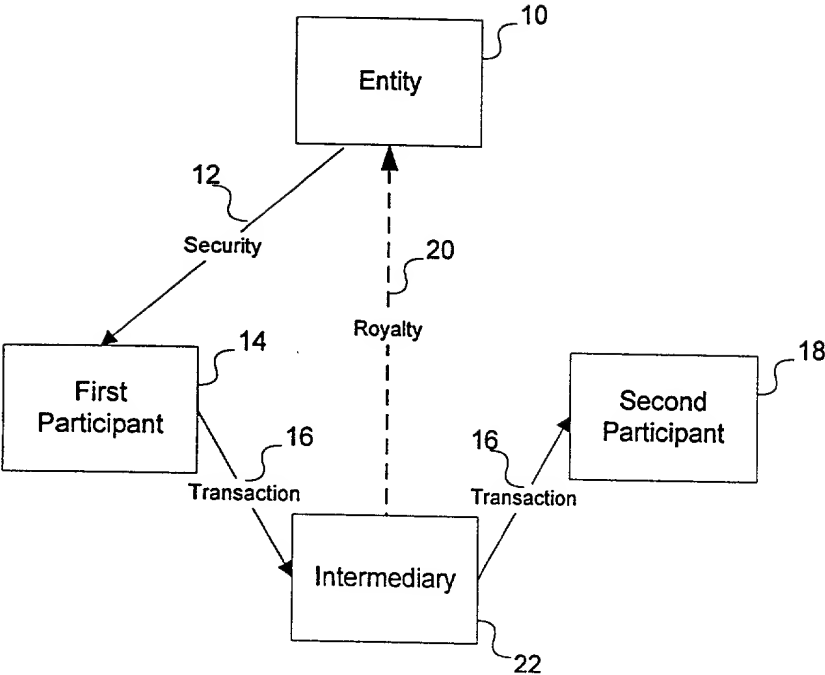 10
Entity
12
Security
20
Royalty
14
First
Participant
18
Second
Participant
16
Transaction
16
Transaction
Intermediary
22